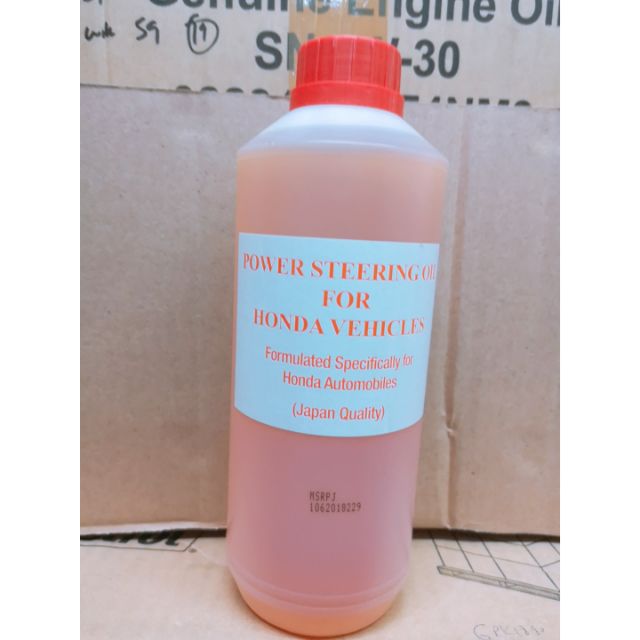 Genuine Engine Oil
SN
-30
POWER STEERING OIL
FOR
HONDA VEHICLES
Formulated Specifically for
Honda Automobiles
(Japan Quality)
MSRPJ
1062018229